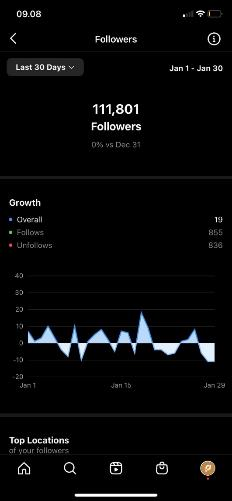 09.08
Followers
Last 30 Days
Jan 1 - Jan 30
111,801
Followers
0% vs Dec 31
Growth
Overall 19
Follows 855
Unfollows 836
40
30
20
10
0
-10
-20
Jan 1 Jan 15 Jan 29
Top Locations
of your followers